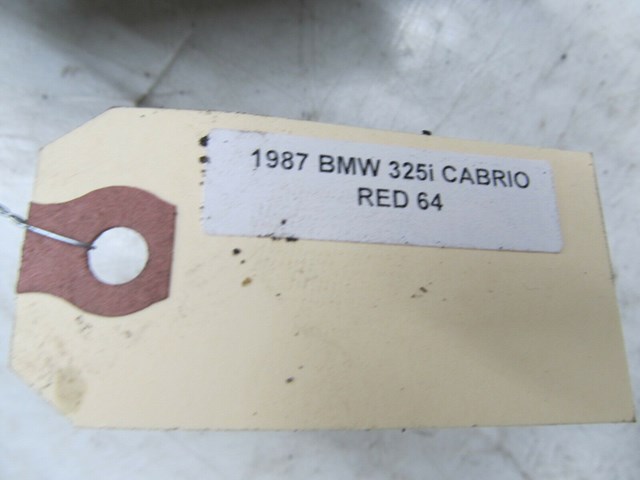 1987 BMW 325i CABRIO
RED 64